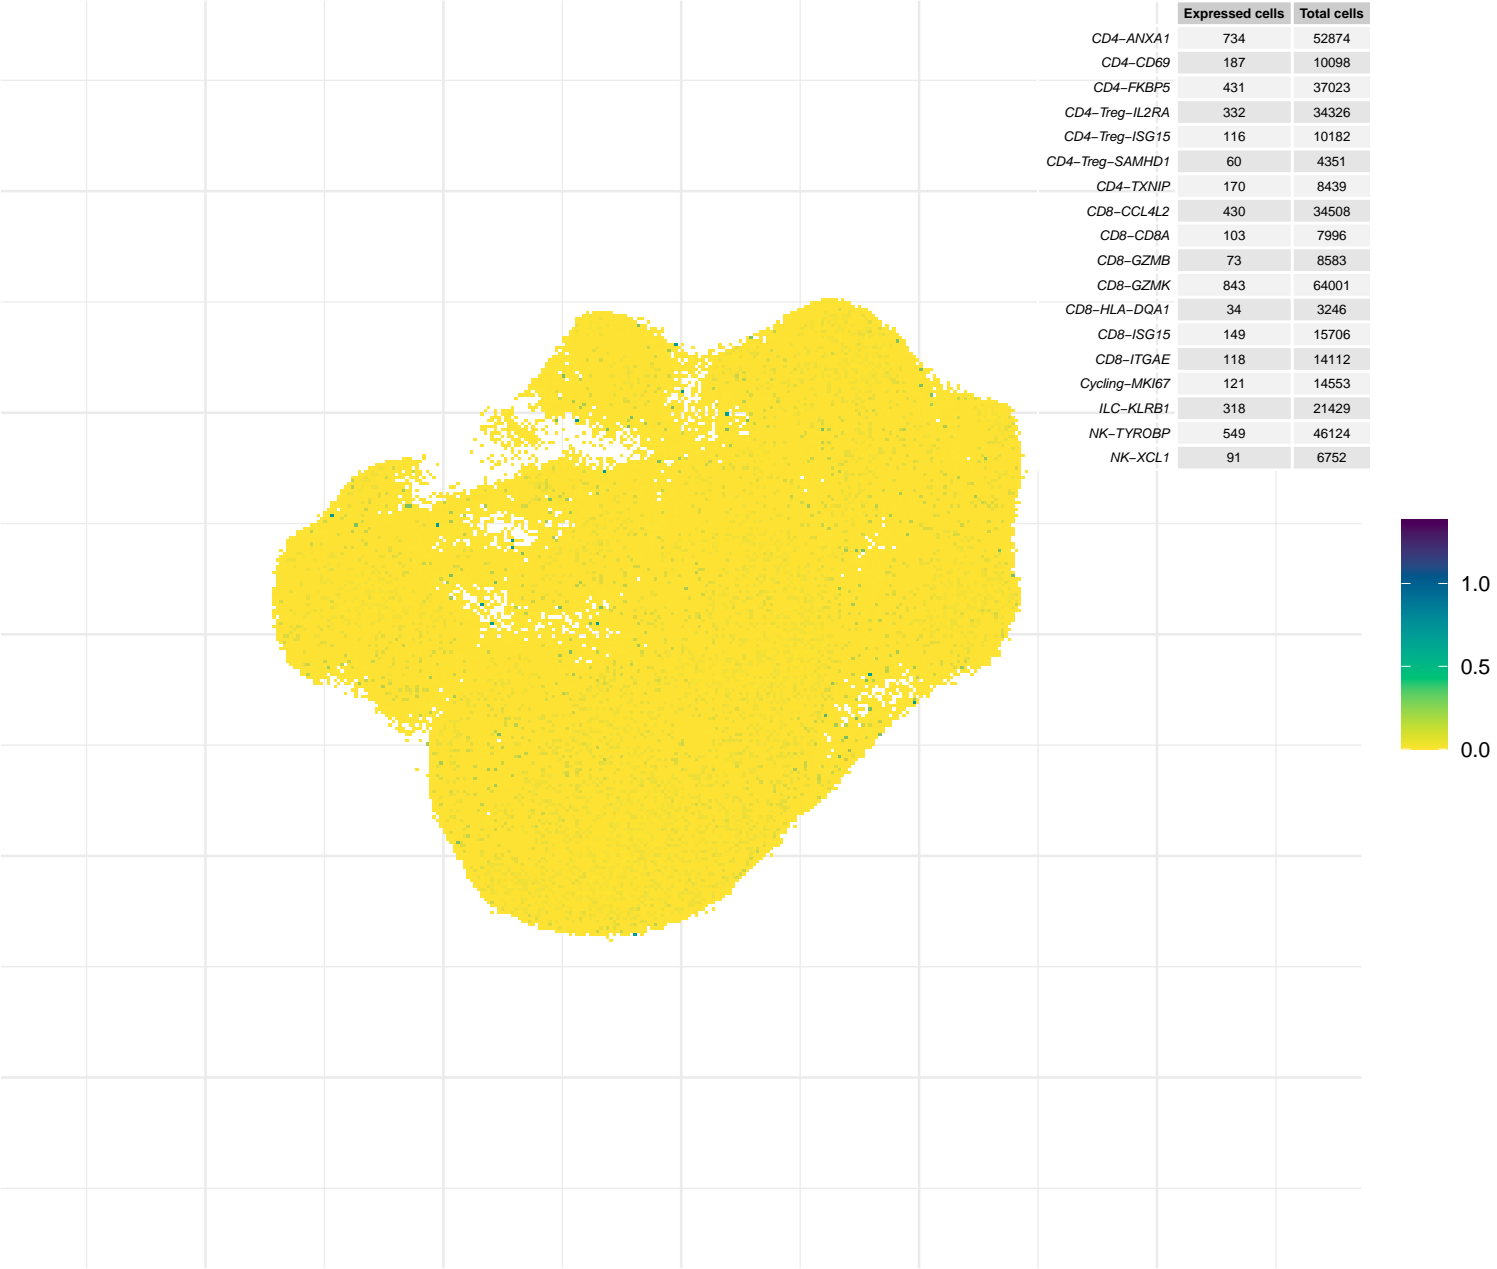 Expressed cells Total cells
CD4−ANXA1 734 52874
CD4−CD69 187 10098
CD4−FKBP5 431 37023
CD4−Treg−IL2RA 332 34326
CD4−Treg−ISG15 116 10182
CD4−Treg−SAMHD1 60 4351
CD4−TXNIP 170 8439
CD8−CCL4L2 430 34508
CD8−CD8A 103 7996
CD8−GZMB 73 8583
CD8−GZMK 843 64001
CD8−HLA−DQA1 34 3246
CD8−ISG15 149 15706
CD8−ITGAE 118 14112
Cycling−MKI67 121 14553
ILC−KLRB1 318 21429
NK−TYROBP 549 46124
NK−XCL1 91 6752
1.0
0.5
0.0